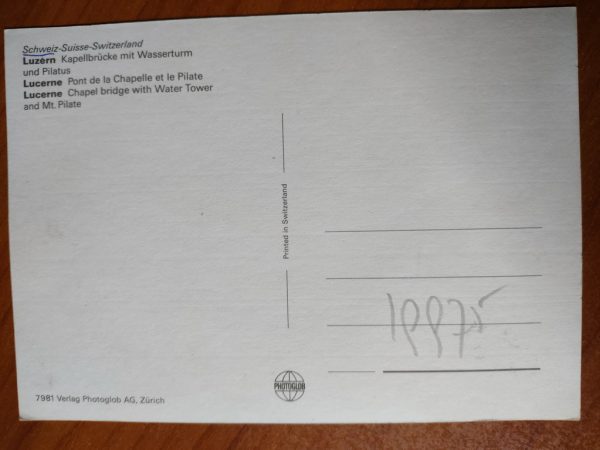 Schweiz-Suisse-Switzerland
Luzern Kapellbrücke mit Wasserturm
und Pilatus
Lucerne Pont de la Chapelle et le Pilate
Lucerne Chapel bridge with Water Tower
and Mt. Pilate
Printed in Switzerland
PHOTOGLOB
7981 Verlag Photoglob AG, Zürich